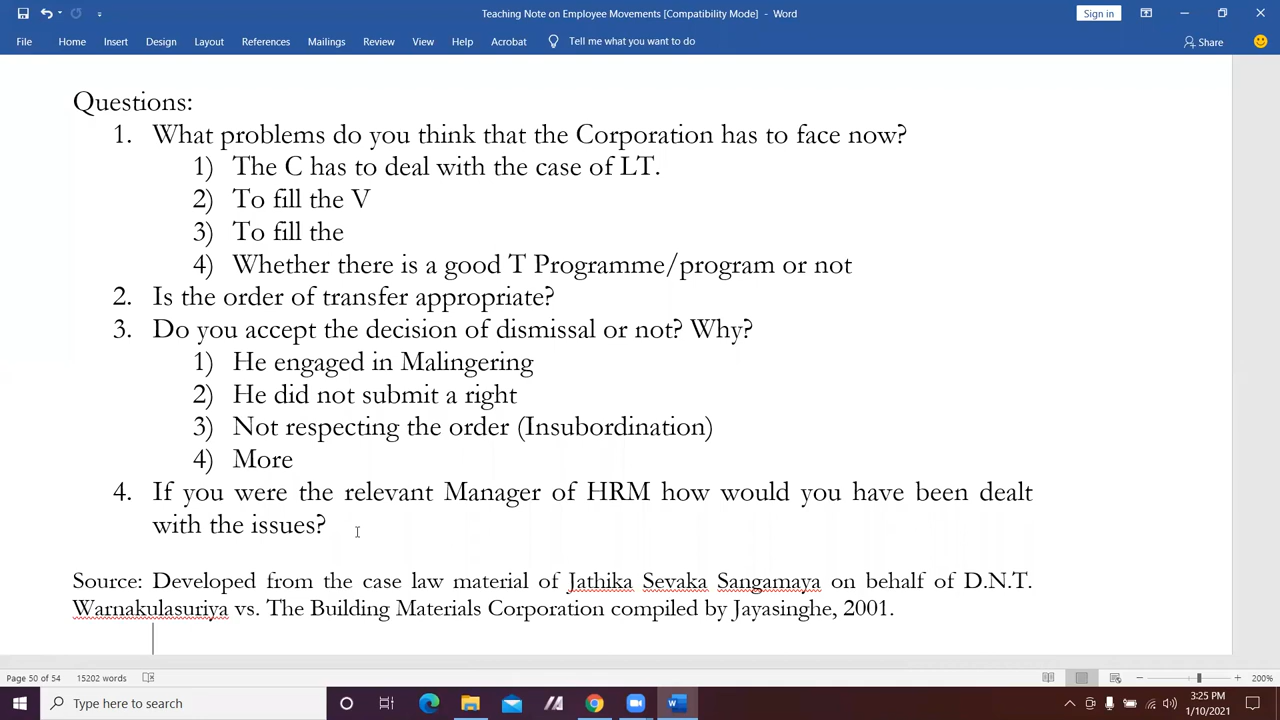 Teaching Note on Employee Movements [Compatibility Mode] - Word
Sign in
File Home Insert Design Layout References Mailings Review View Help Acrobat Tell me what you want to do Share
Questions:
1. What problems do you think that the Corporation has to face now?
1) The C has to deal with the case of LT.
2) To fill the V
3) To fill the
4) Whether there is a good T Programme/program or not
2. Is the order of transfer appropriate?
3. Do you accept the decision of dismissal or not? Why?
1) He engaged in Malingering
2) He did not submit a right
3) Not respecting the order (Insubordination)
4) More
4. If you were the relevant Manager of HRM how would you have been dealt
with the issues?
Source: Developed from the case law material of Jathika Sevaka Sangamaya on behalf of D.N.T.
Warnakulasuriya vs. The Building Materials Corporation compiled by Jayasinghe, 2001.
Page 50 of 54 15202 words 200%
Type here to search
3:25 PM
1/10/2021